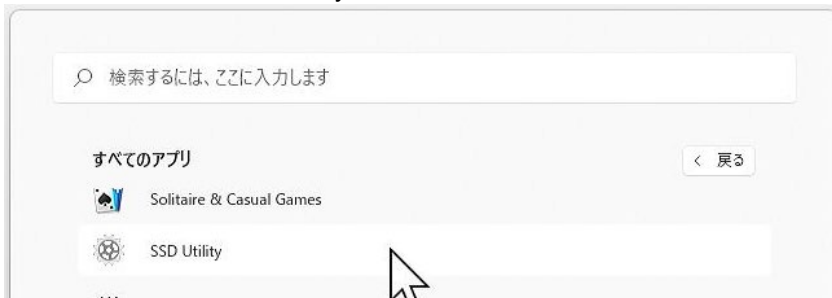 検索するには、ここに入力します
すべてのアプリ
< 戻る
Solitaire & Casual Games
SSD Utility